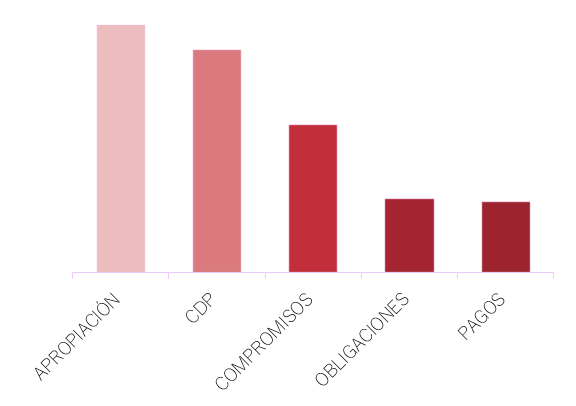 APROPIACIÓN
CDP
COMPROMISOS
OBLIGACIONES
PAGOS